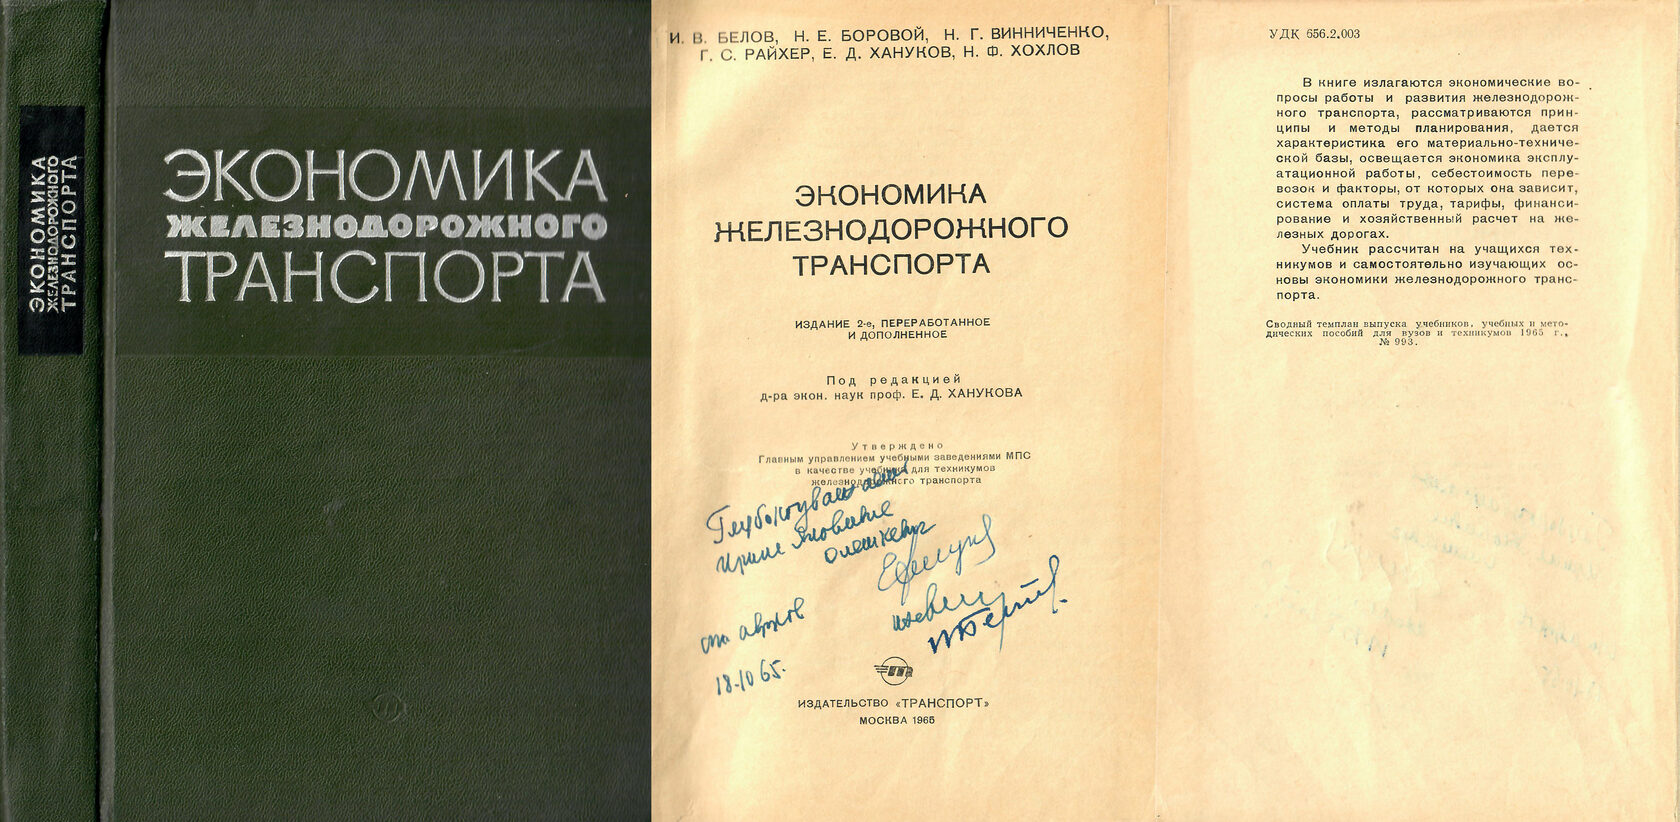 ЭКОНОМИКА
ЖЕЛЕЗНОДОРОЖНОГО
ТРАНСПОРТА
ЭКОНОМИКА
ЖЕЛЕЗНОДОРОЖНОГО
ТРАНСПОРТА
И. В. БЕЛОВ, Н. Е. БОРОВОЙ, Н. Г. ВИННИЧЕНКО,
Г. С. РАЙХЕР, Е. Д. ХАНУКОВ, Н. Ф. ХОХЛОВ
ЭКОНОМИКА
ЖЕЛЕЗНОДОРОЖНОГО
ТРАНСПОРТА
ИЗДАНИЕ 2-е, ПЕРЕРАБОТАННОЕ
И ДОПОЛНЕННОЕ
Под редакцией
д-ра экон. наук проф. Е. Д. ХАНУКОВА
Утверждено
Главным управлением учебными заведениями МПС
в качестве учебника для техникумов
железнодорожного транспорта
от авторов
18-10 65.
ИЗДАТЕЛЬСТВО «ТРАНСПОРТ»
МОСКВА 1965
УДК 656.2.003
В книге излагаются экономические во-
просы работы и развития железнодорож-
ного транспорта, рассматриваются прин-
ципы и методы планирования, дается
характеристика его материально-техниче-
ской базы, освещается экономика эксплу-
атационной работы, себестоимость пере-
возок и факторы, от которых она зависит,
система оплаты труда, тарифы, финанси-
рование и хозяйственный расчет на же-
лезных дорогах.
Учебник рассчитан на учащихся тех-
никумов и самостоятельно изучающих ос-
новы экономики железнодорожного транс-
порта.
Сводный темплан выпуска учебников, учебных и мето-
дических пособий для вузов и техникумов 1965 г.,
№ 993.